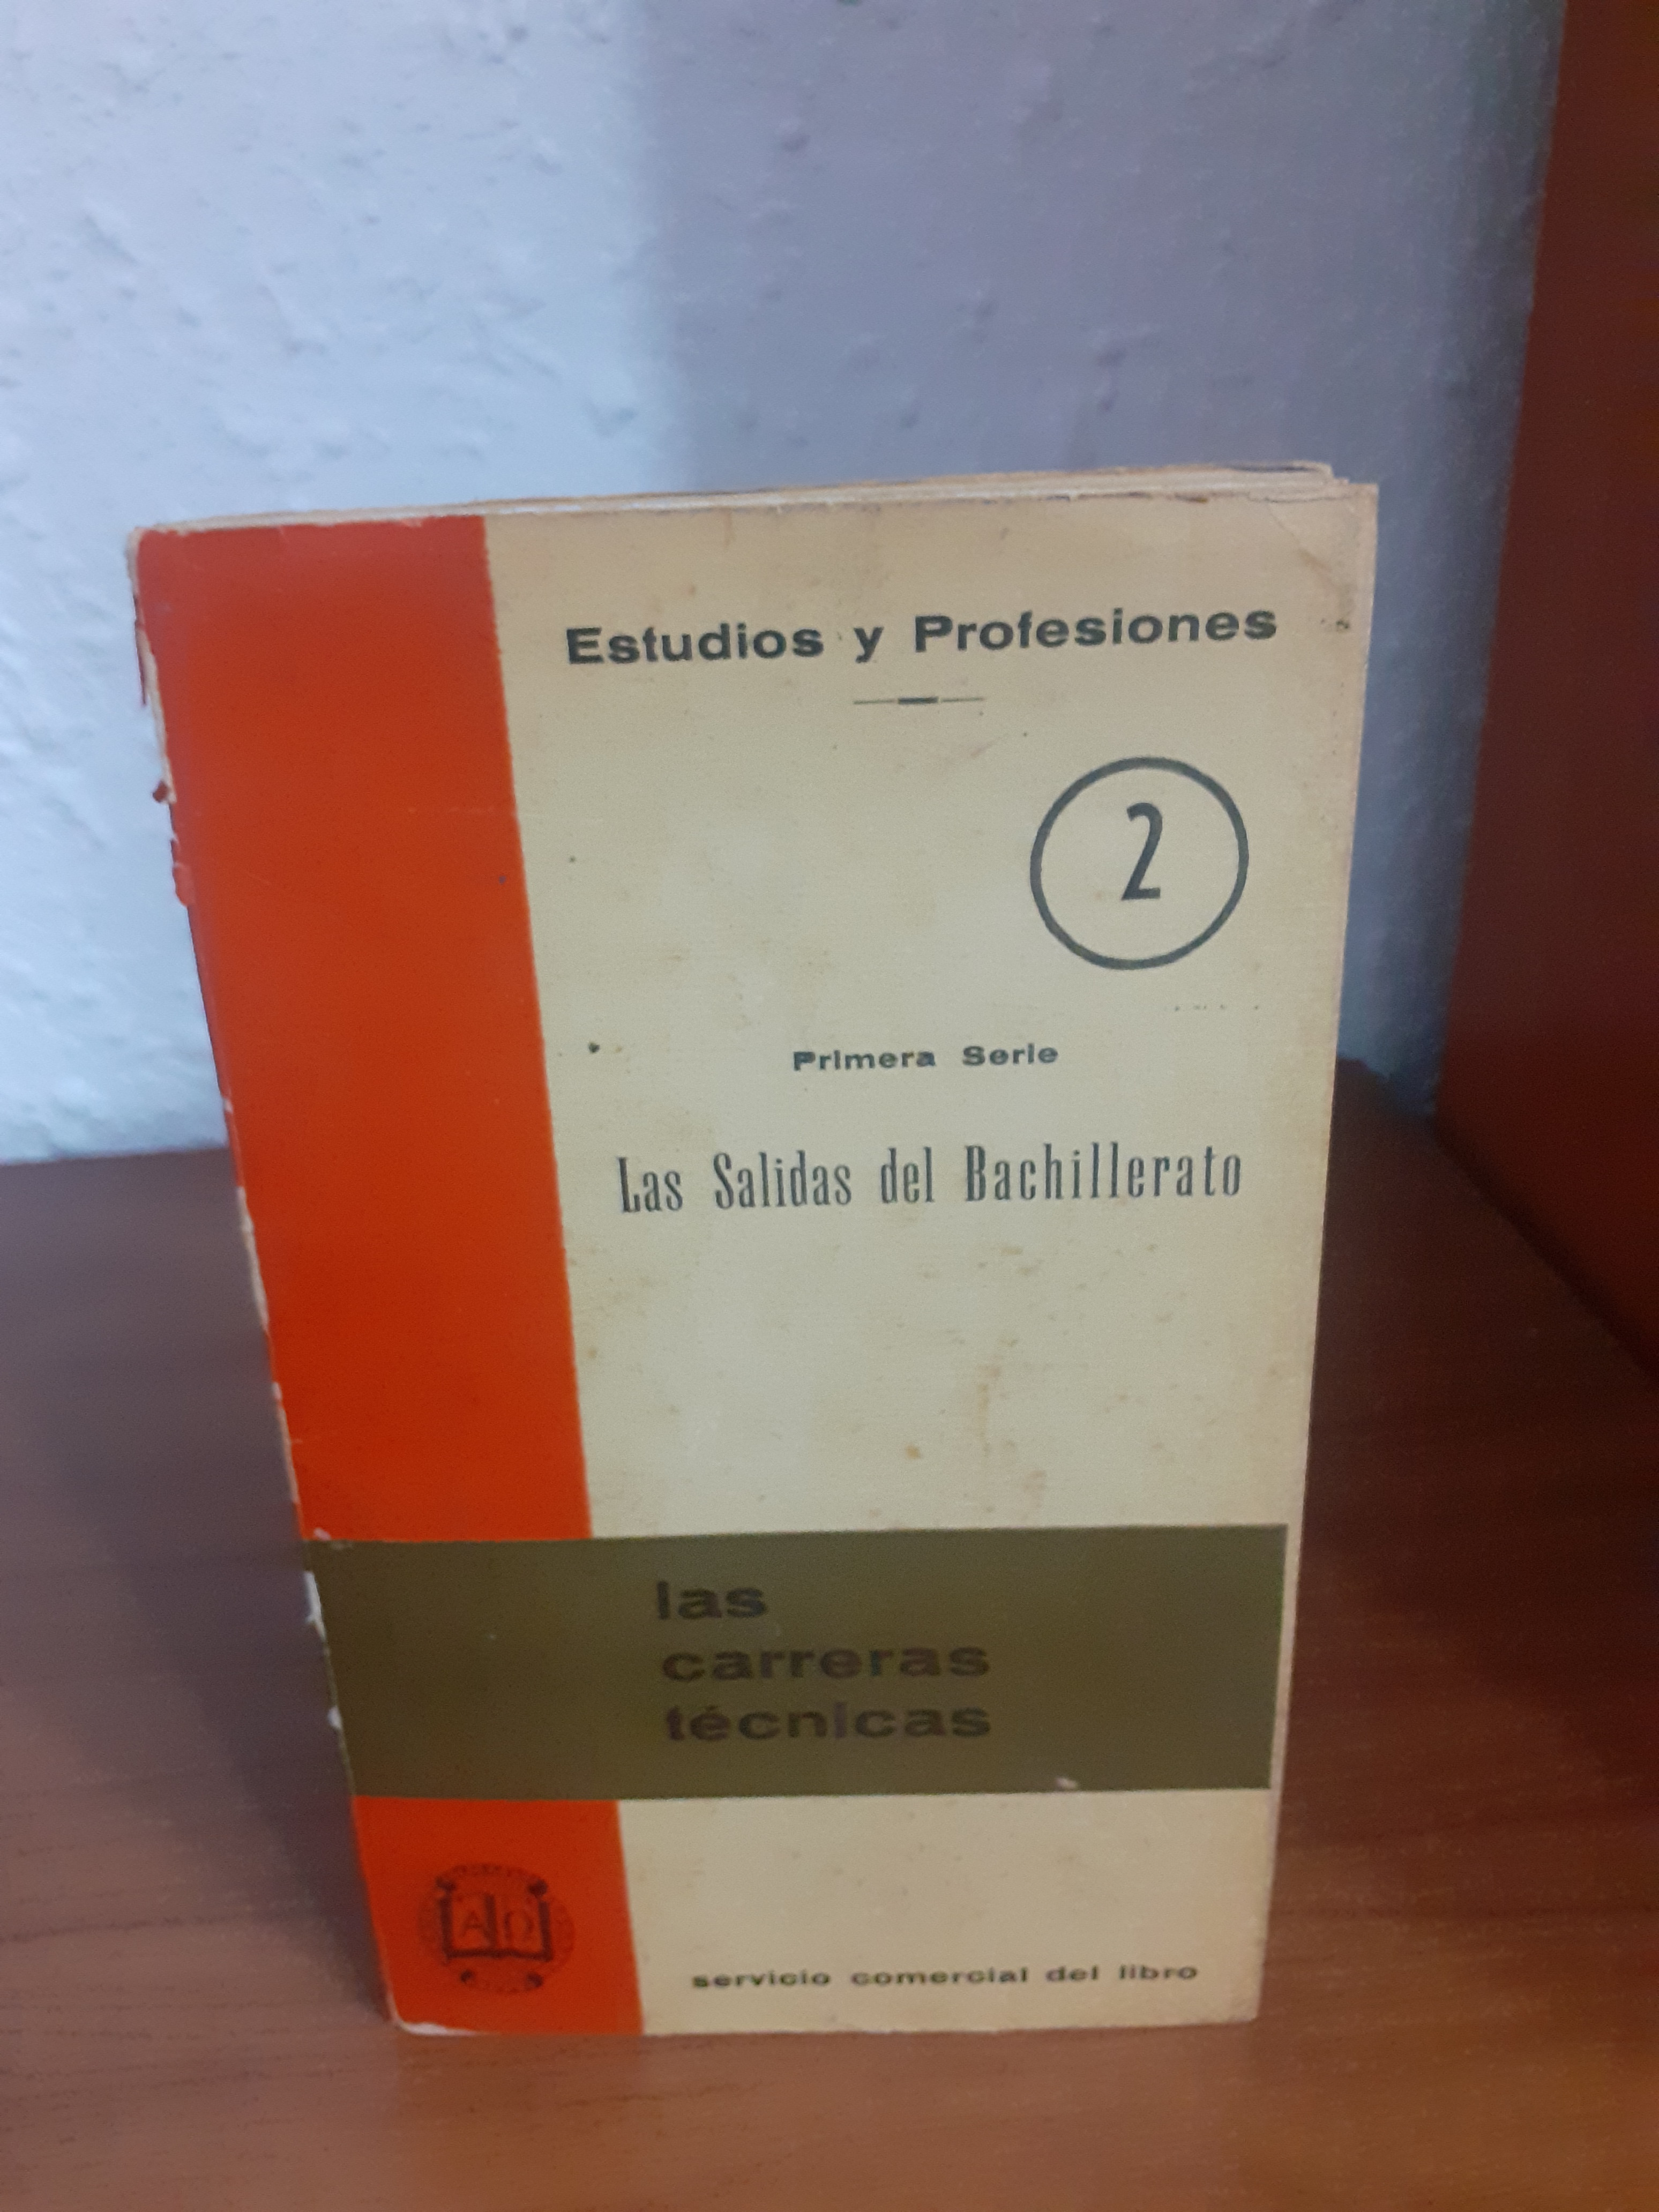 Estudios y Profesiones
2
Primera Serie
Las Salidas del Bachillerato
las
carreras
técnicas
A Ω
servicio comercial del libro